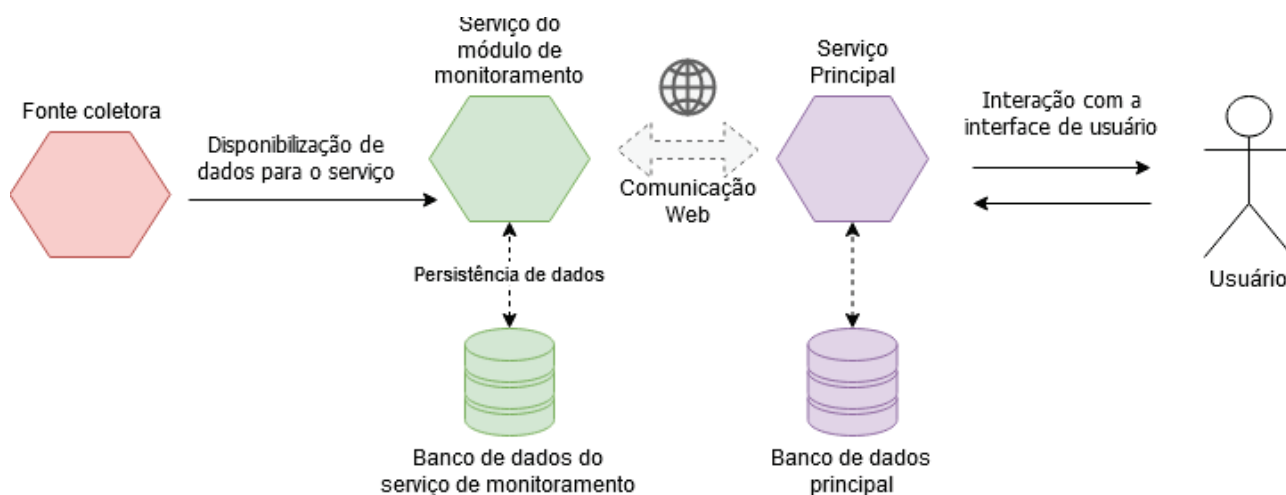 Serviço do
módulo de
monitoramento
Serviço
Principal
Fonte coletora
Disponibilização de
dados para o serviço
Comunicação
Web
Interação com a
interface de usuário
Usuário
Persistência de dados
Banco de dados do
serviço de monitoramento
Banco de dados
principal